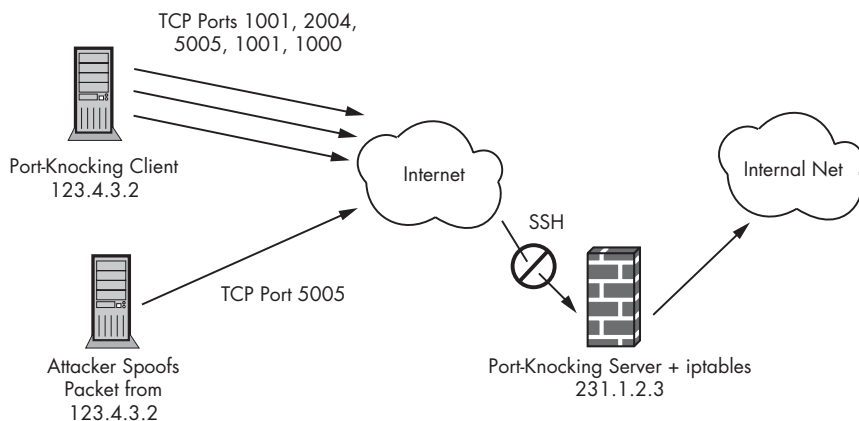 TCP Ports 1001, 2004,
5005, 1001, 1000
Port-Knocking Client
123.4.3.2
Internet
Internal Net
SSH
TCP Port 5005
Attacker Spoofs
Packet from
123.4.3.2
Port-Knocking Server + iptables
231.1.2.3